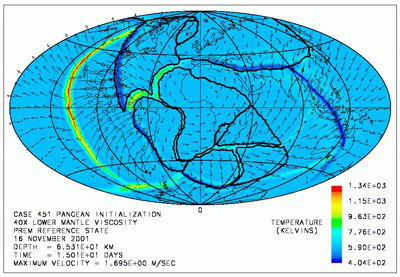 0
CASE 451 PANGEAN INITIALIZATION
40X LOWER MANTLE VISCOSITY
PREM REFERENCE STATE
16 NOVEMBER 2001
DEPTH = 6.531E+01 KM
TIME = 1.501E+01 DAYS
MAXIMUM VELOCITY = 1.695E+00 M/SEC
TEMPERATURE
(KELVINS)
1.34E+03
1.15E+03
9.63E+02
7.76E+02
5.90E+02
4.04E+02